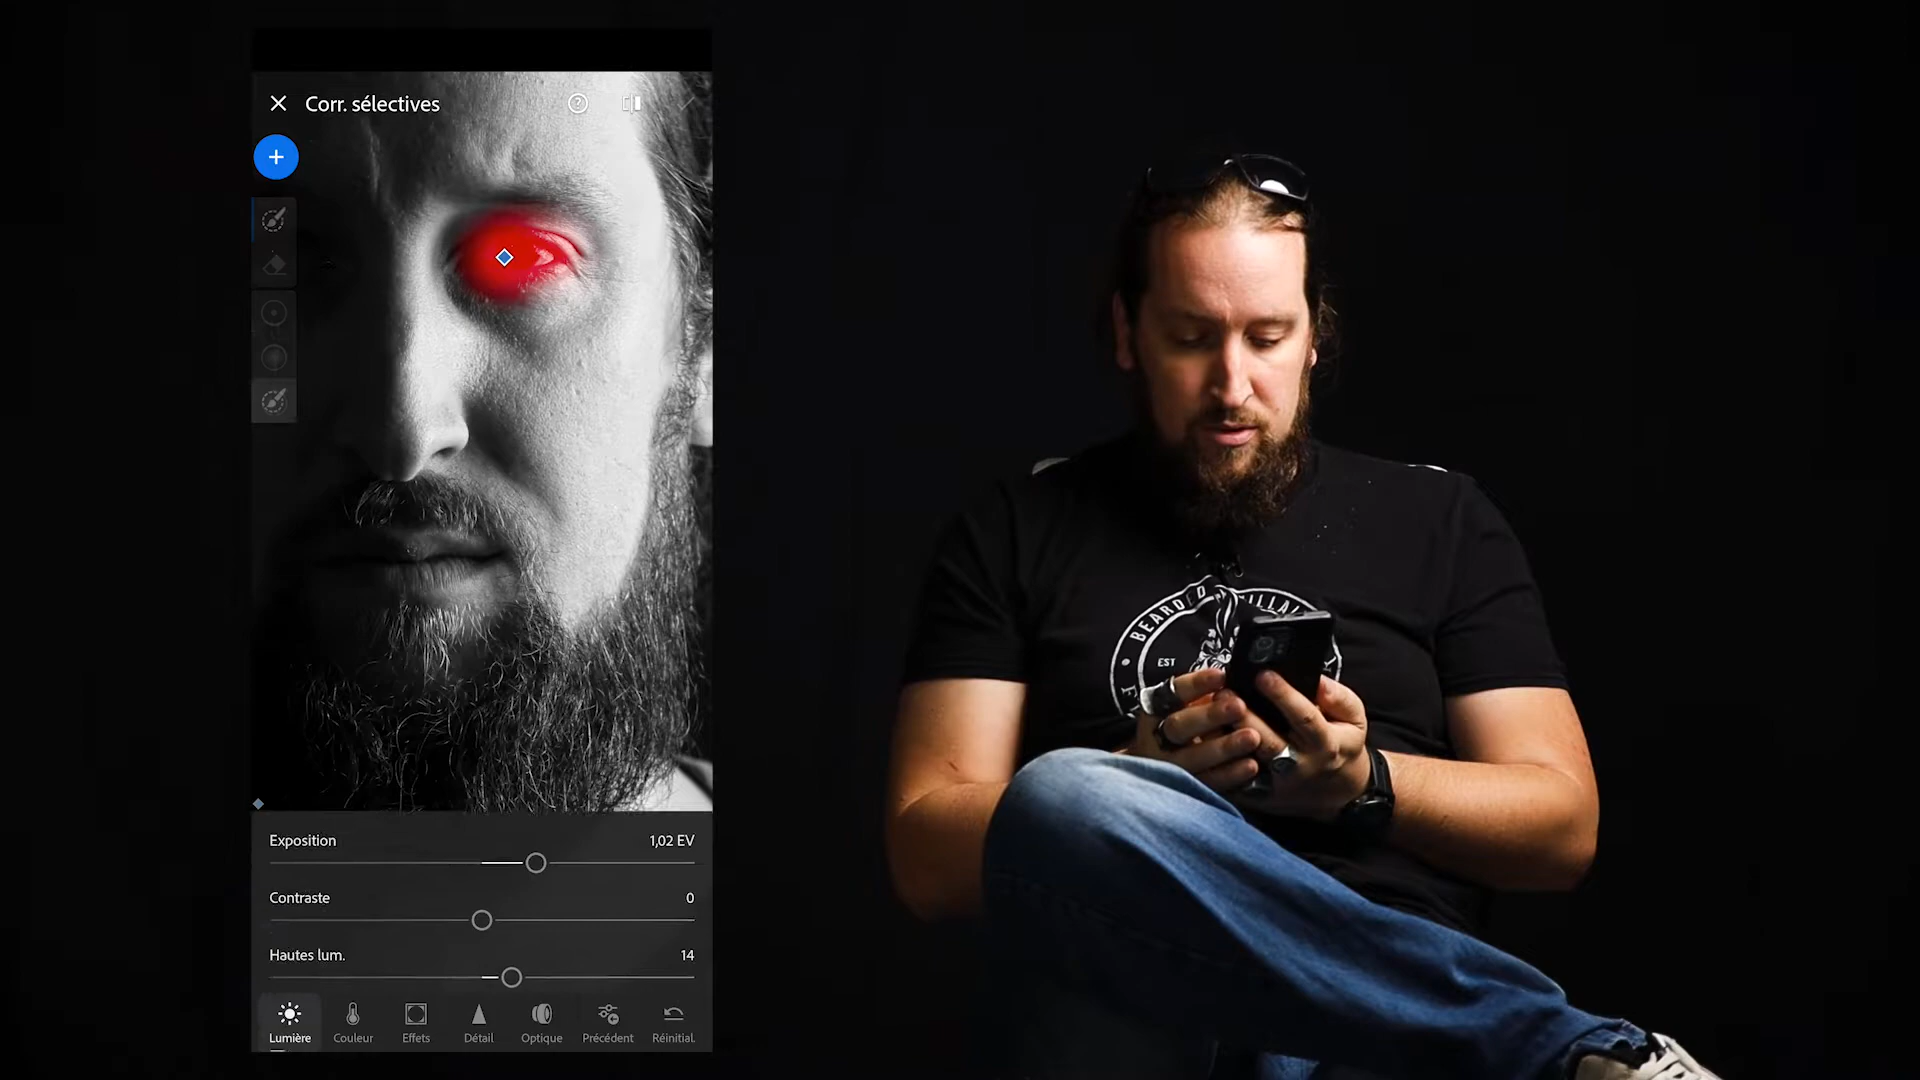 Corr. sélectives
Exposition 1,02 EV
Contraste 0
Hautes lum. 14
Lumière Couleur Effets Détail Optique Précédent Réinitial.
BEARDED
EST